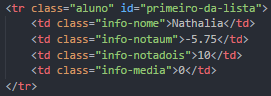 <tr class="aluno" id="primeiro-da-lista">
<td class="info-nome">Nathalia</td>
<td class="info-notaum">-5.75</td>
<td class="info-notadois">10</td>
<td class="info-media">0</td>
</tr>